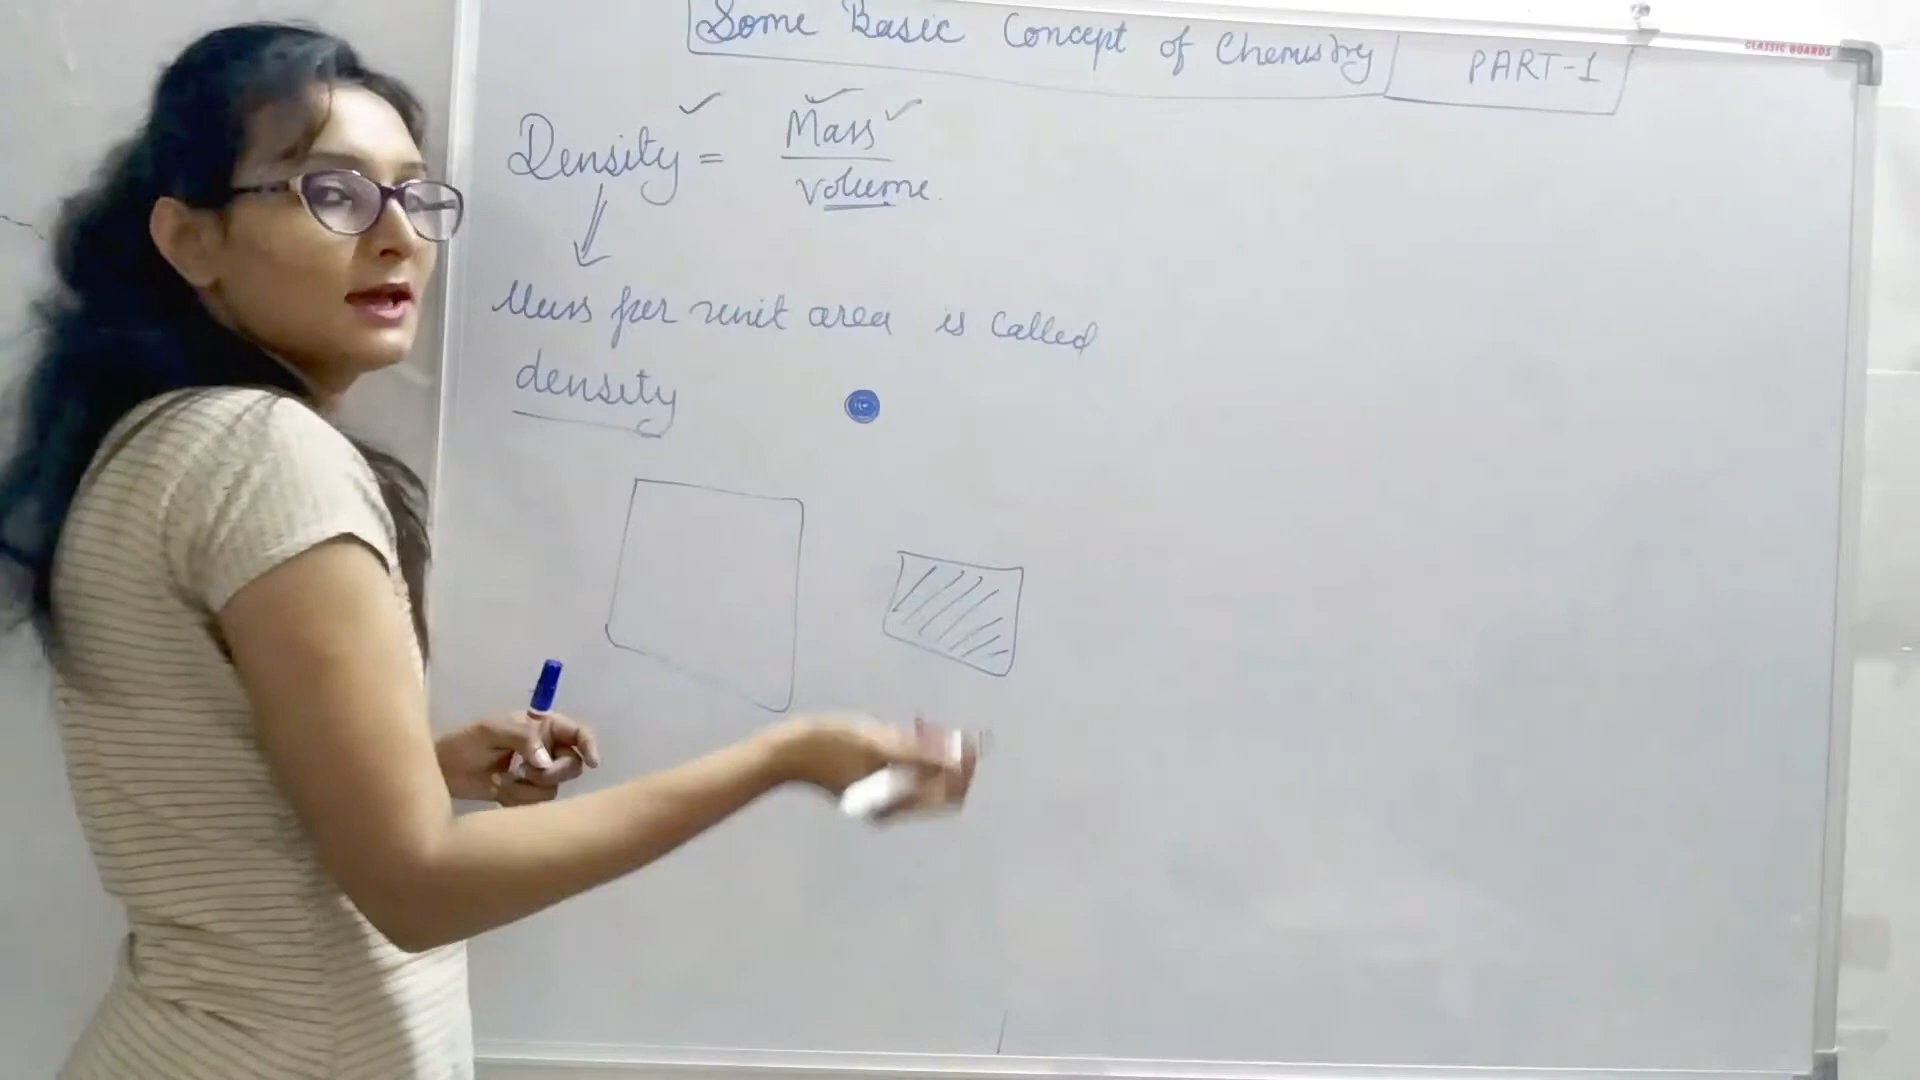 Some Basic Concept of Chemistry PART-1
CLASSIC BOARDS
Density = Mass
volume.
Mass per unit area is called
density